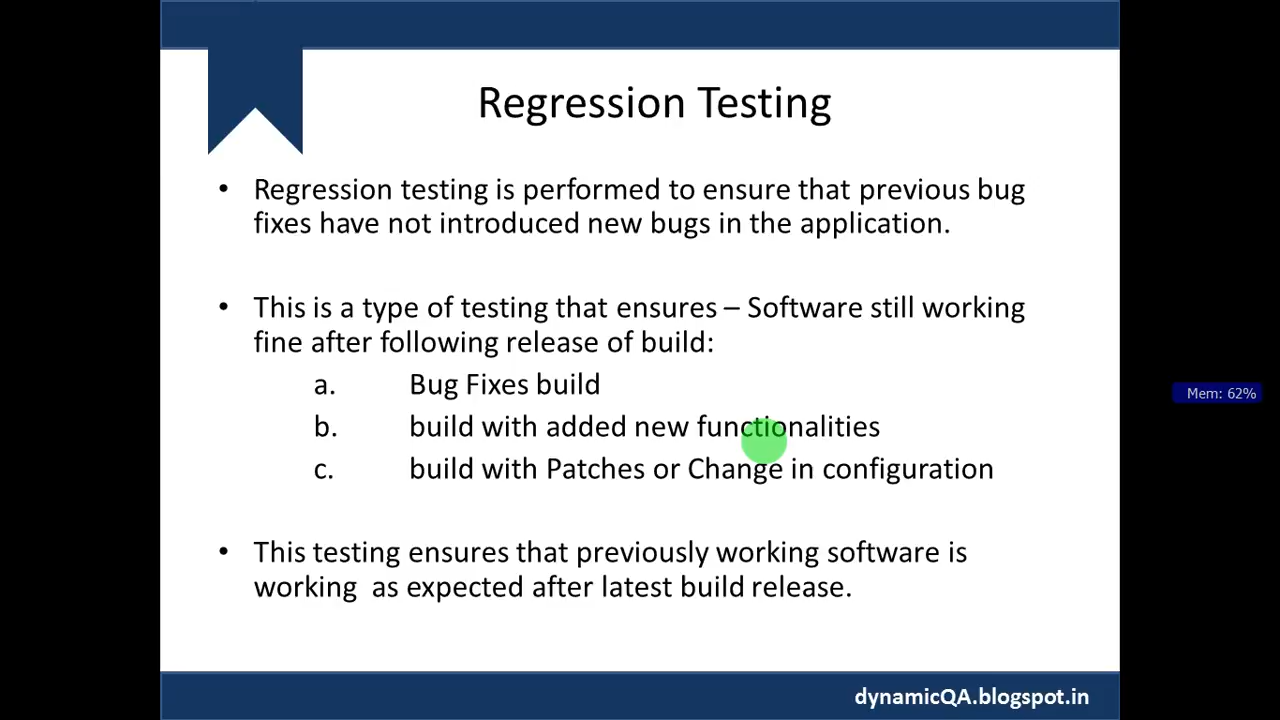 Regression Testing
• Regression testing is performed to ensure that previous bug
fixes have not introduced new bugs in the application.
• This is a type of testing that ensures – Software still working
fine after following release of build:
a. Bug Fixes build
b. build with added new functionalities
c. build with Patches or Change in configuration
• This testing ensures that previously working software is
working as expected after latest build release.
Mem: 62%
dynamicQA.blogspot.in